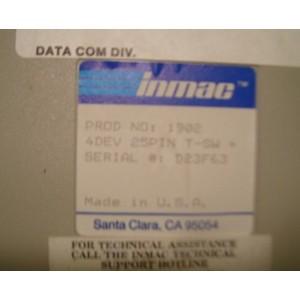 DATA COM DIV.
inmac™
PROD NO: 1902
4DEV 25PIN T-SW +
SERIAL #: D23F63
Made in U.S.A.
Santa Clara, CA 95054
FOR TECHNICAL ASSISTANCE
CALL THE INMAC TECHNICAL
SUPPORT HOTLINE